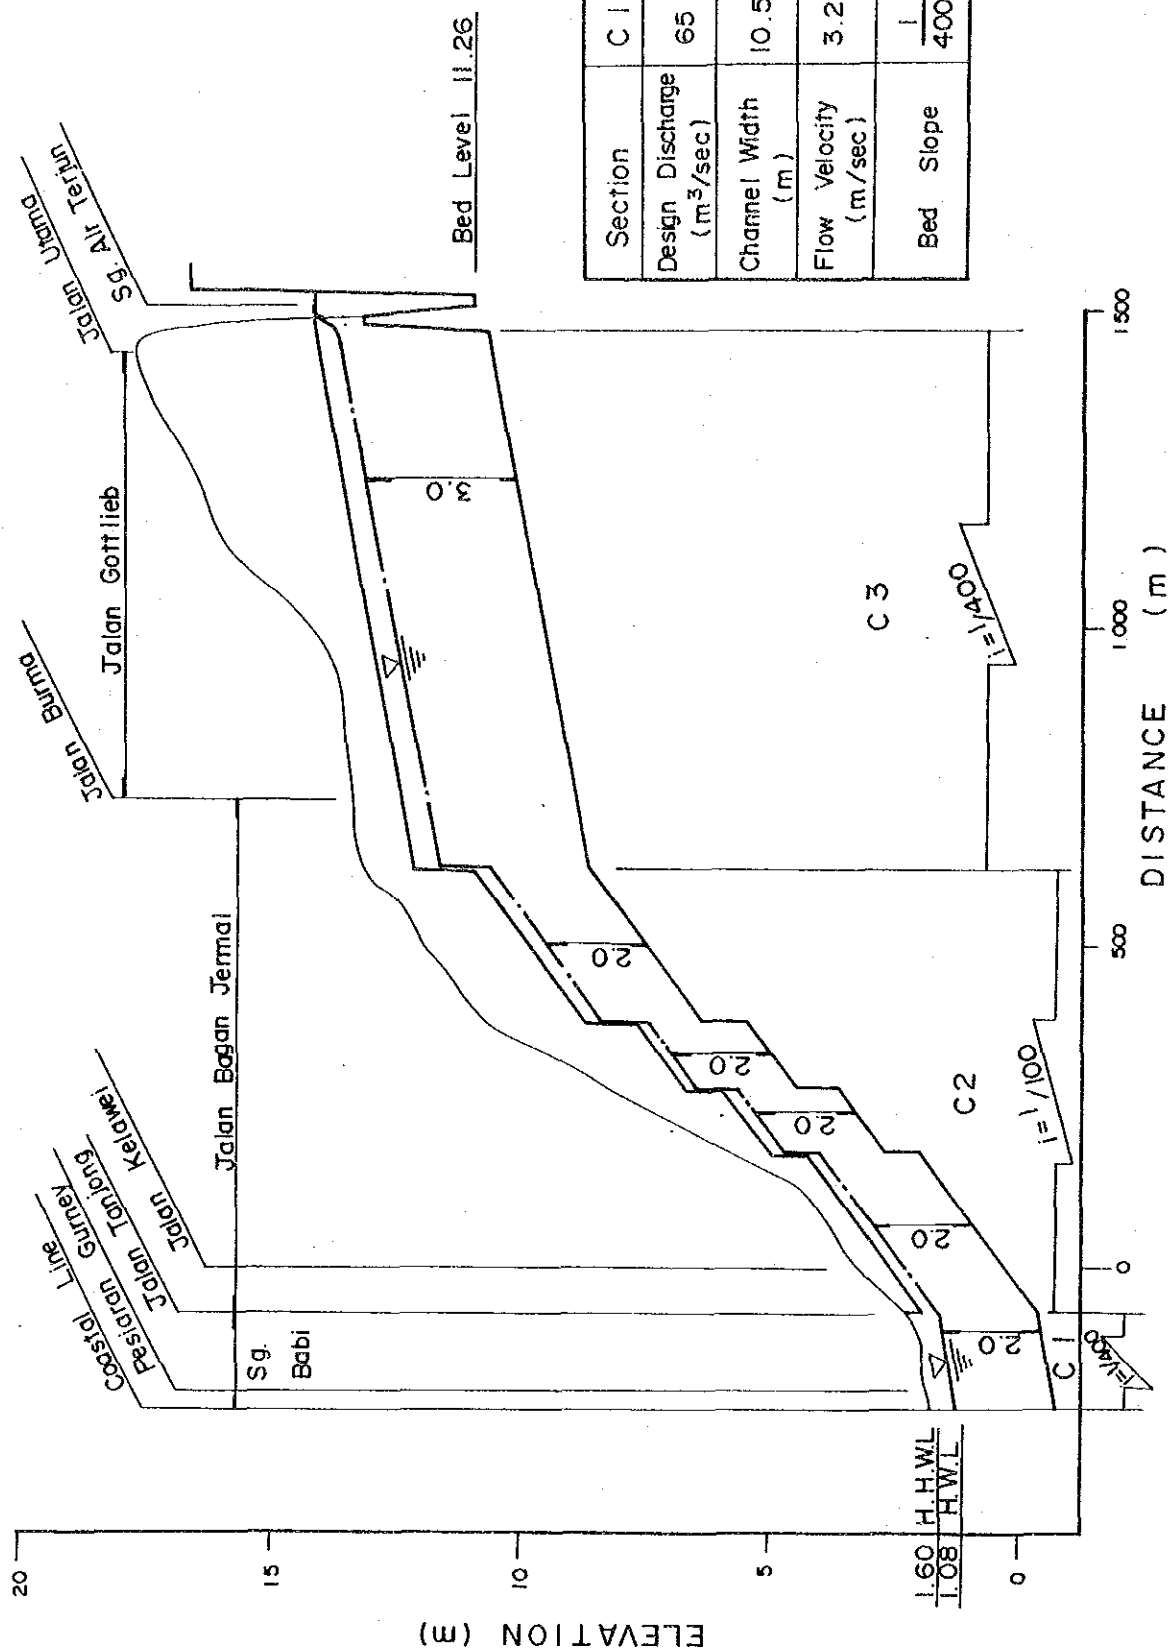 Coastal Line
Pesiaran Gurney
Jalan Tanjong
Jalan Kelawei
Jalan Burma
Jalan Utama
Sg. Air Terjun
Sg.
Babi
Jalan Bagan Jermal
Jalan Gottlieb
ELEVATION (m)
20
15
10
5
0
1.60 H.H.W.L
1.08 H.W.L
2.0
2.0
2.0
2.0
2.0
3.0
C 1
C2
C 3
i=1/400
i=1/100
i=1/400
0
500
1000
1500
DISTANCE (m)
Bed Level 11.26
Section C 1
Design Discharge 65
(m³/sec)
Channel Width 10.5
(m)
Flow Velocity 3.2
(m/sec)
Bed Slope 1
400